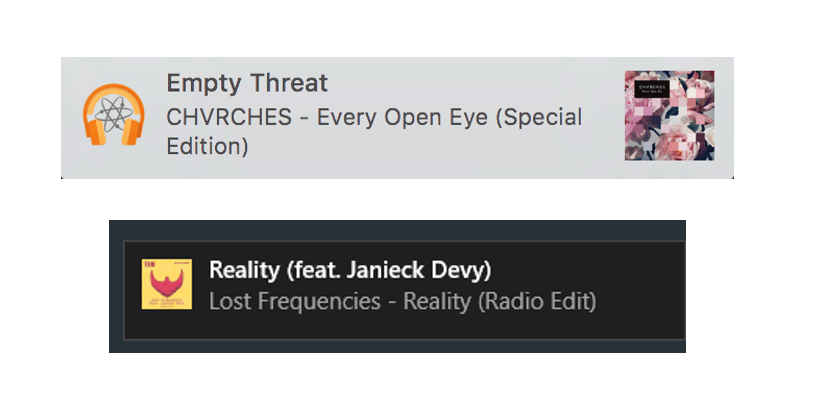 Empty Threat
CHVRCHES - Every Open Eye (Special
Edition)
CHVRCHES
Reality (feat. Janieck Devy)
Lost Frequencies - Reality (Radio Edit)